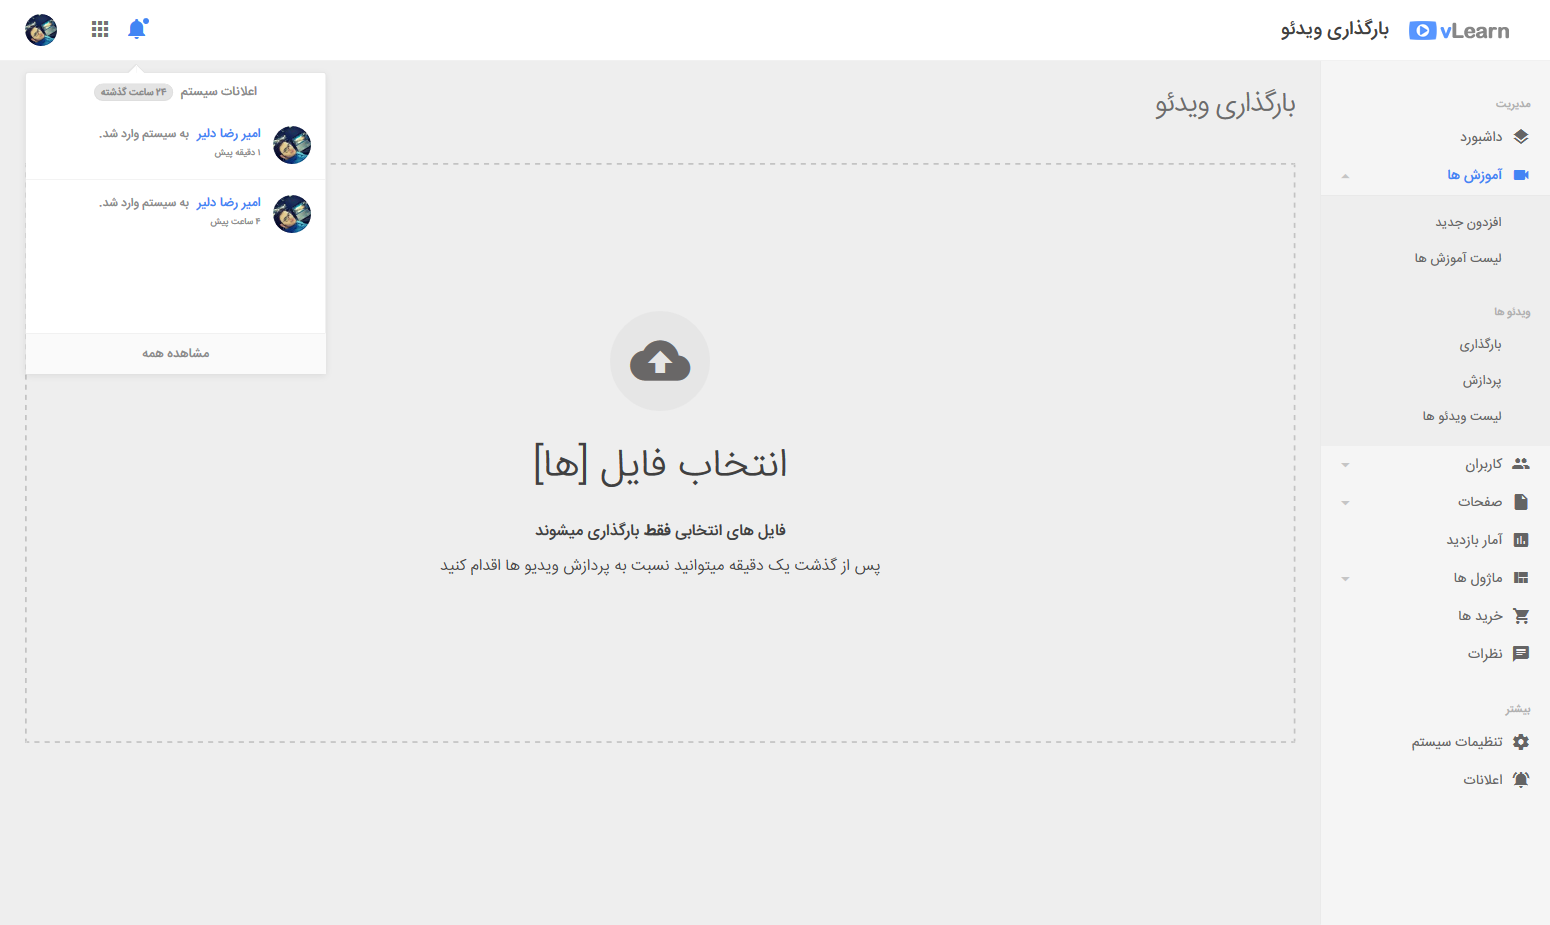 vLearn
بارگذاری ویدئو
مدیریت
داشبورد
آموزش ها
افزدون جدید
لیست آموزش ها
ویدئو ها
بارگذاری
پردازش
لیست ویدئو ها
کاربران
صفحات
آمار بازدید
ماژول ها
خرید ها
نظرات
بیشتر
تنظیمات سیستم
اعلانات
بارگذاری ویدئو
انتخاب فایل [ها]
فایل های انتخابی فقط بارگذاری میشوند
پس از گذشت یک دقیقه میتوانید نسبت به پردازش ویدیو ها اقدام کنید
اعلانات سیستم ۲۴ ساعت گذشته
امیر رضا دلیر به سیستم وارد شد.
۱ دقیقه پیش
امیر رضا دلیر به سیستم وارد شد.
۴ ساعت پیش
مشاهده همه